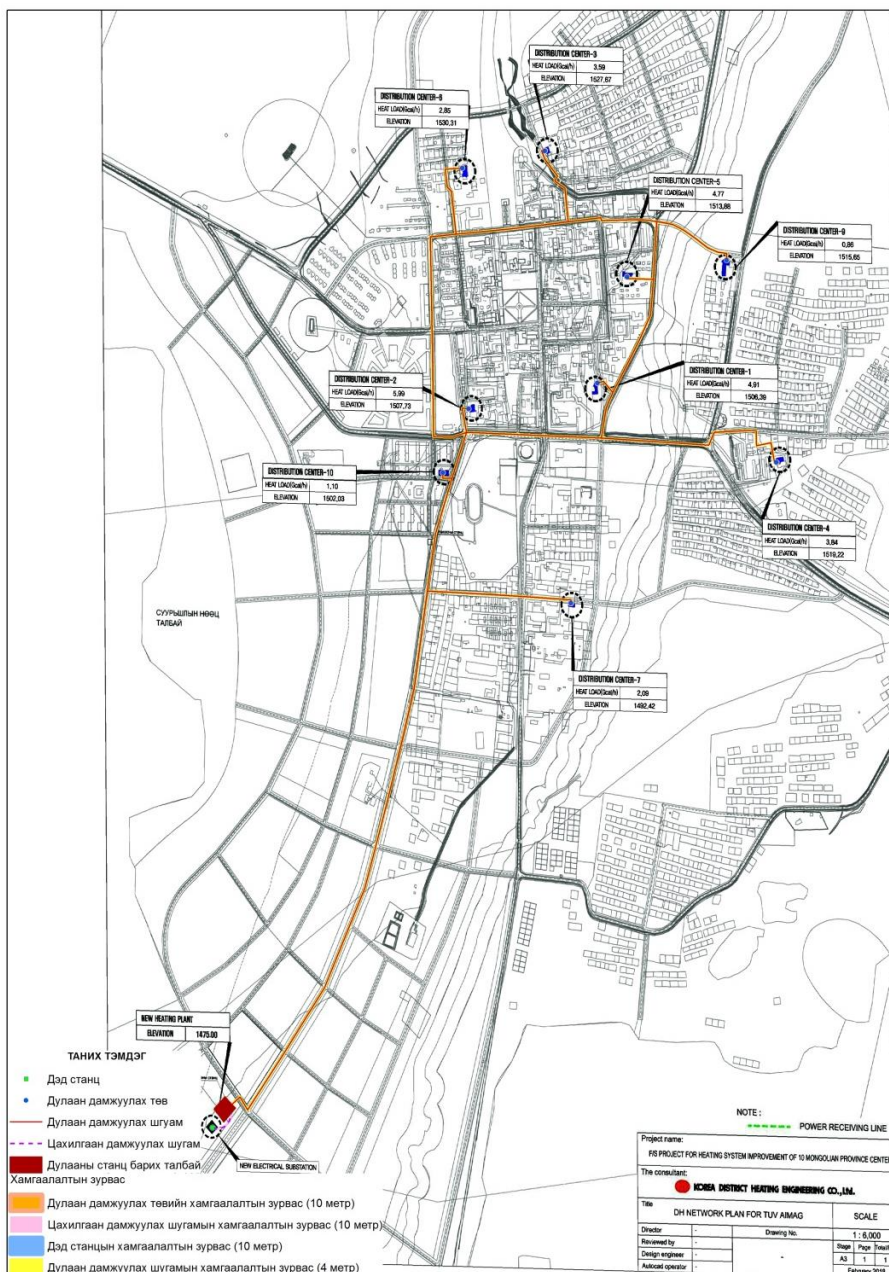 DISTRIBUTION CENTER-3
HEAT LOAD(Gcal/h) 3,59
ELEVATION 1527,67
DISTRIBUTION CENTER-8
HEAT LOAD(Gcal/h) 2,85
ELEVATION 1530,31
DISTRIBUTION CENTER-5
HEAT LOAD(Gcal/h) 4,77
ELEVATION 1513,88
DISTRIBUTION CENTER-9
HEAT LOAD(Gcal/h) 0,86
ELEVATION 1515,65
DISTRIBUTION CENTER-2
HEAT LOAD(Gcal/h) 5,99
ELEVATION 1507,73
DISTRIBUTION CENTER-1
HEAT LOAD(Gcal/h) 4,91
ELEVATION 1506,39
DISTRIBUTION CENTER-10
HEAT LOAD(Gcal/h) 1,10
ELEVATION 1502,03
DISTRIBUTION CENTER-4
HEAT LOAD(Gcal/h) 3,84
ELEVATION 1519,22
СУУРЫШЛЫН НӨӨЦ
ТАЛБАЙ
DISTRIBUTION CENTER-7
HEAT LOAD(Gcal/h) 2,09
ELEVATION 1492,42
NEW HEATING PLANT
ELEVATION 1475.00
NEW ELECTRICAL SUBSTATION
ТАНИХ ТЭМДЭГ
Дэд станц
Дулаан дамжуулах төв
Дулаан дамжуулах шгуам
Цахилгаан дамжуулах шугам
Дулааны станц барих талбай
Хамгаалалтын зурвас
Дулаан дамжуулах төвийн хамгаалалтын зурвас (10 метр)
Цахилгаан дамжуулах шугамын хамгаалалтын зурвас (10 метр)
Дэд станцын хамгаалалтын зурвас (10 метр)
Дулаан дамжуулах шугамын хамгаалалтын зурвас (4 метр)
NOTE :
POWER RECEIVING LINE
Project name:
F/S PROJECT FOR HEATING SYSTEM IMPROVEMENT OF 10 MONGOLIAN PROVINCE CENTER
The consultant:
KOREA DISTRICT HEATING ENGINEERING CO.,Ltd.
Title
DH NETWORK PLAN FOR TUV AIMAG
SCALE
Director - Drawing No. 1 : 6,000
Reviewed by -
Design engineer - - Stage Page Total
Autocad operator - A3 1 1
February 2018